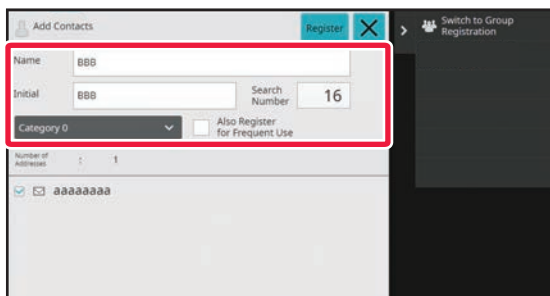 Add Contacts
Register
Switch to Group
Registration
Name
BBB
Initial
BBB
Search
Number
16
Category 0
Also Register
for Frequent Use
Number of
Addresses
:
1
aaaaaaaa